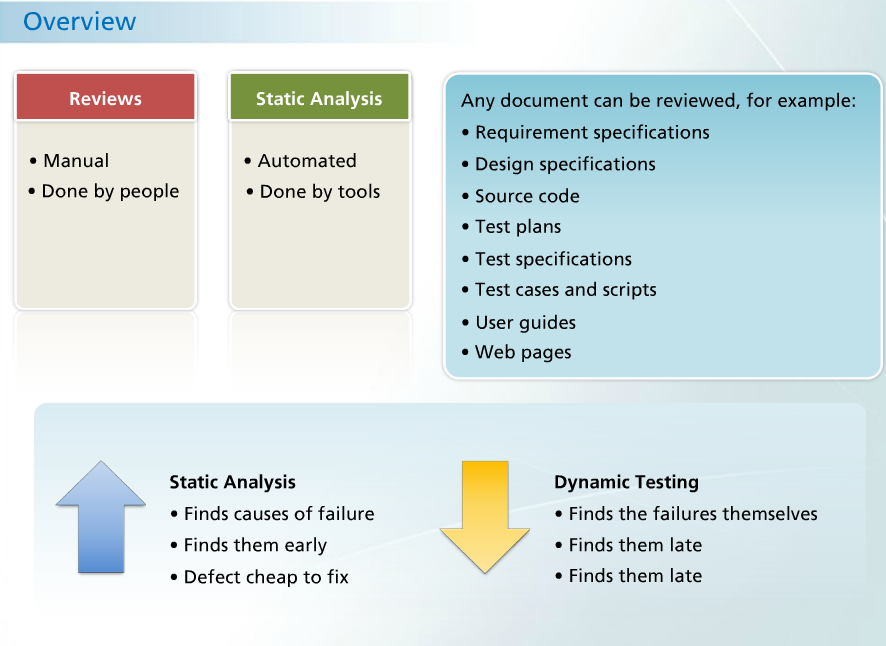 Overview
Reviews
• Manual
• Done by people
Static Analysis
• Automated
• Done by tools
Any document can be reviewed, for example:
• Requirement specifications
• Design specifications
• Source code
• Test plans
• Test specifications
• Test cases and scripts
• User guides
• Web pages
Static Analysis
• Finds causes of failure
• Finds them early
• Defect cheap to fix
Dynamic Testing
• Finds the failures themselves
• Finds them late
• Finds them late